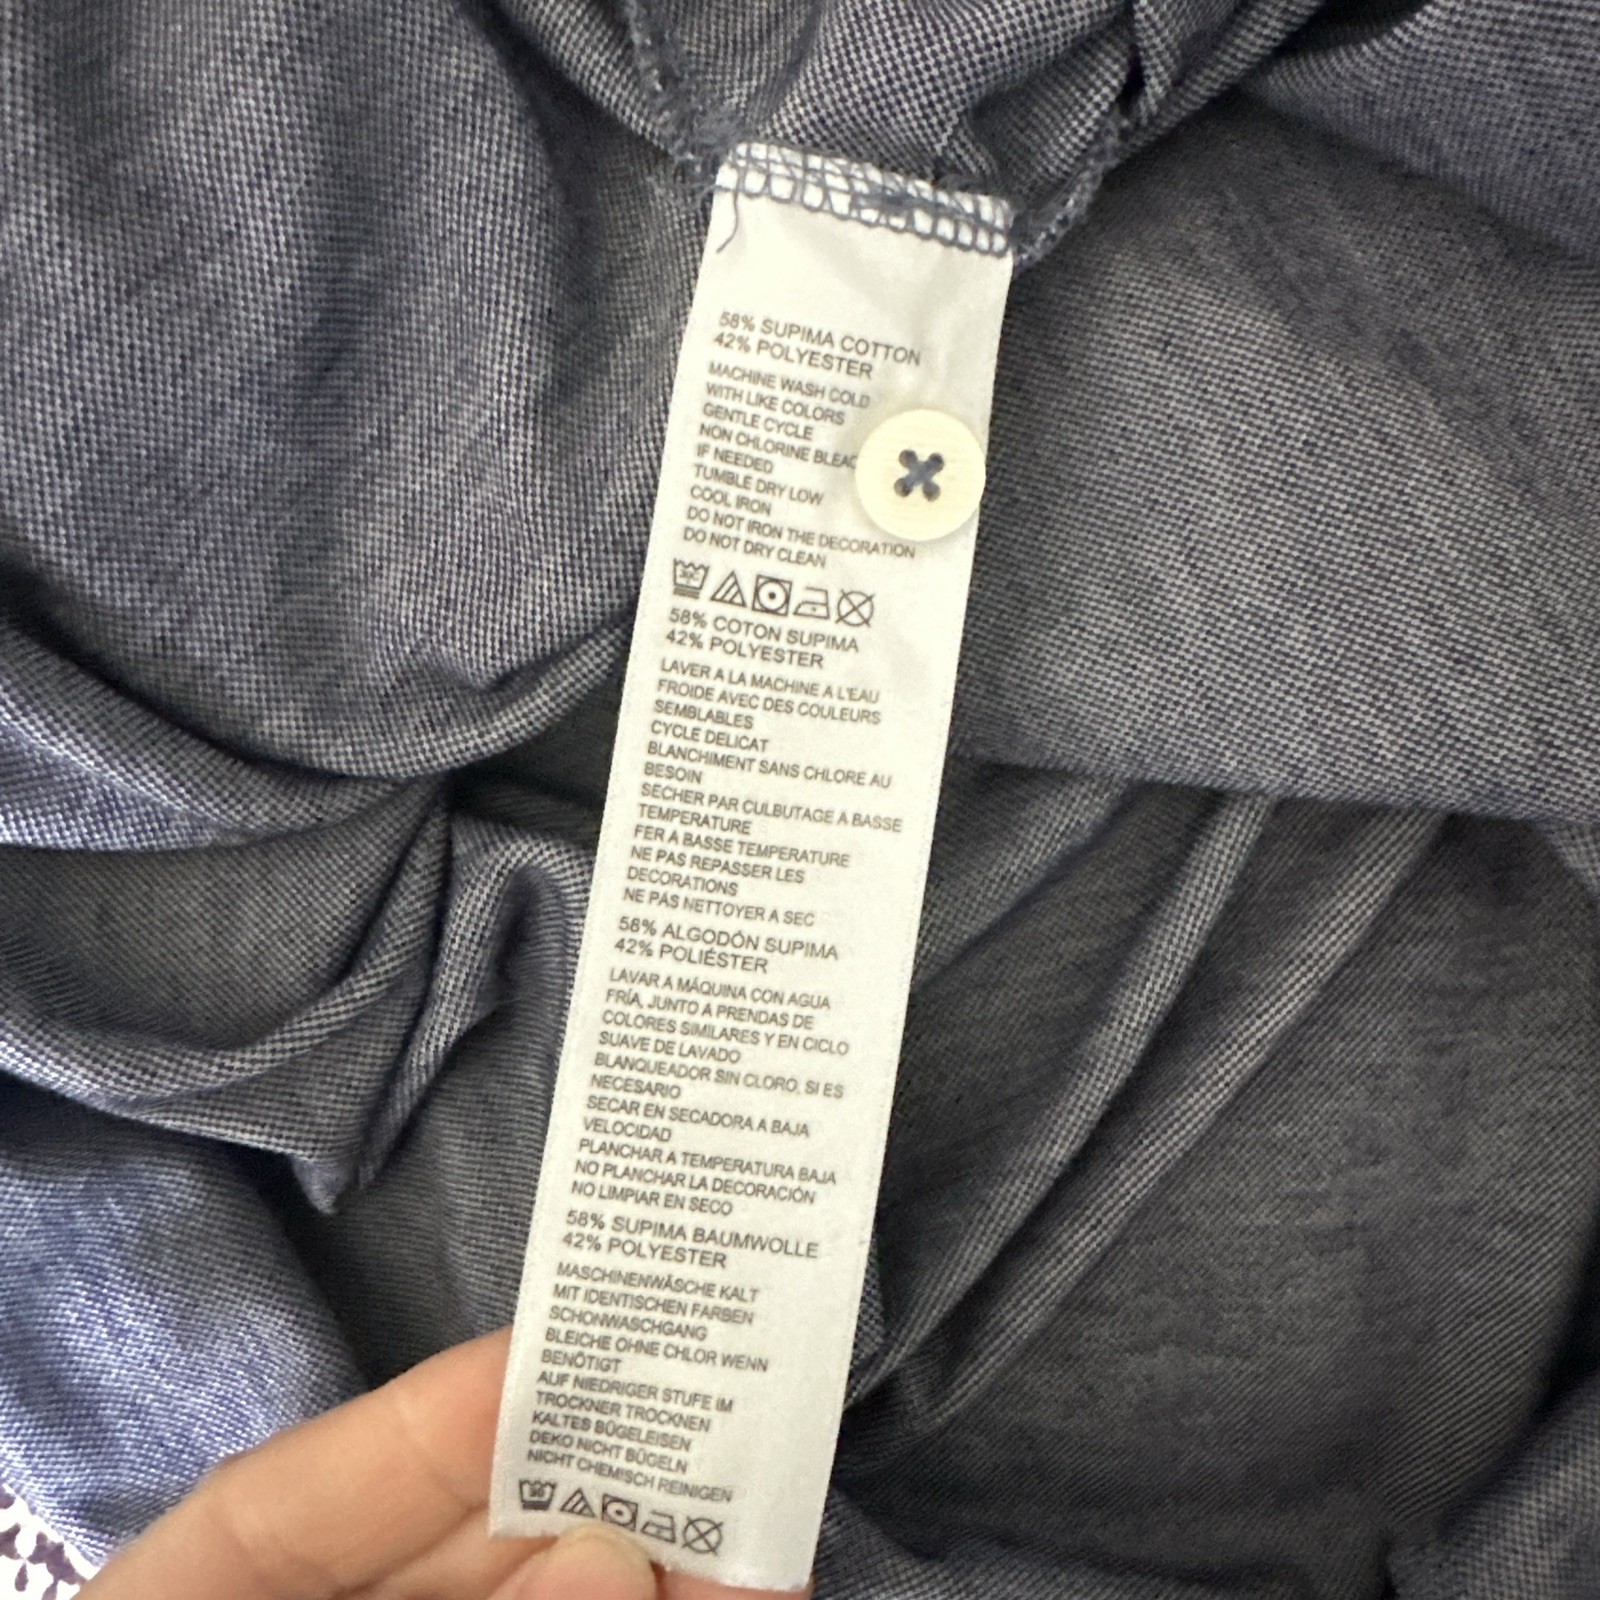 58% SUPIMA COTTON
42% POLYESTER
MACHINE WASH COLD
WITH LIKE COLORS
GENTLE CYCLE
NON CHLORINE
IF NEEDED
TUMBLE DRY LOW
COOL IRON
DO NOT IRON THE DECORATION
DO NOT DRY CLEAN
58% COTON SUPIMA
42% POLYESTER
LAVER A LA MACHINE A L'EAU
FROIDE AVEC DES COULEURS
SEMBLABLES
CYCLE DELICAT
BLANCHIMENT SANS CHLORE AU
BESOIN
SECHER PAR CULBUTAGE A BASSE
TEMPERATURE
FER A BASSE TEMPERATURE
NE PAS REPASSER LES
DECORATIONS
NE PAS NETTOYER A SEC
58% ALGODÓN SUPIMA
42% POLIÉSTER
LAVAR A MÁQUINA CON AGUA
FRÍA, JUNTO A PRENDAS DE
COLORES SIMILARES Y EN CICLO
SUAVE DE LAVADO
BLANQUEADOR SIN CLORO, SI ES
NECESARIO
SECAR EN SECADORA A BAJA
VELOCIDAD
PLANCHAR A TEMPERATURA BAJA
NO PLANCHAR LA DECORACIÓN
NO LIMPIAR EN SECO
58% SUPIMA BAUMWOLLE
42% POLYESTER
MASCHINENWÄSCHE KALT
MIT IDENTISCHEN FARBEN
SCHONWASCHGANG
BLEICHE OHNE CHLOR WENN
BENÖTIGT
AUF NIEDRIGER STUFE IM
TROCKNER TROCKNEN
KALTES BÜGELEISEN
DEKO NICHT BÜGELN
NICHT CHEMISCH REINIGEN